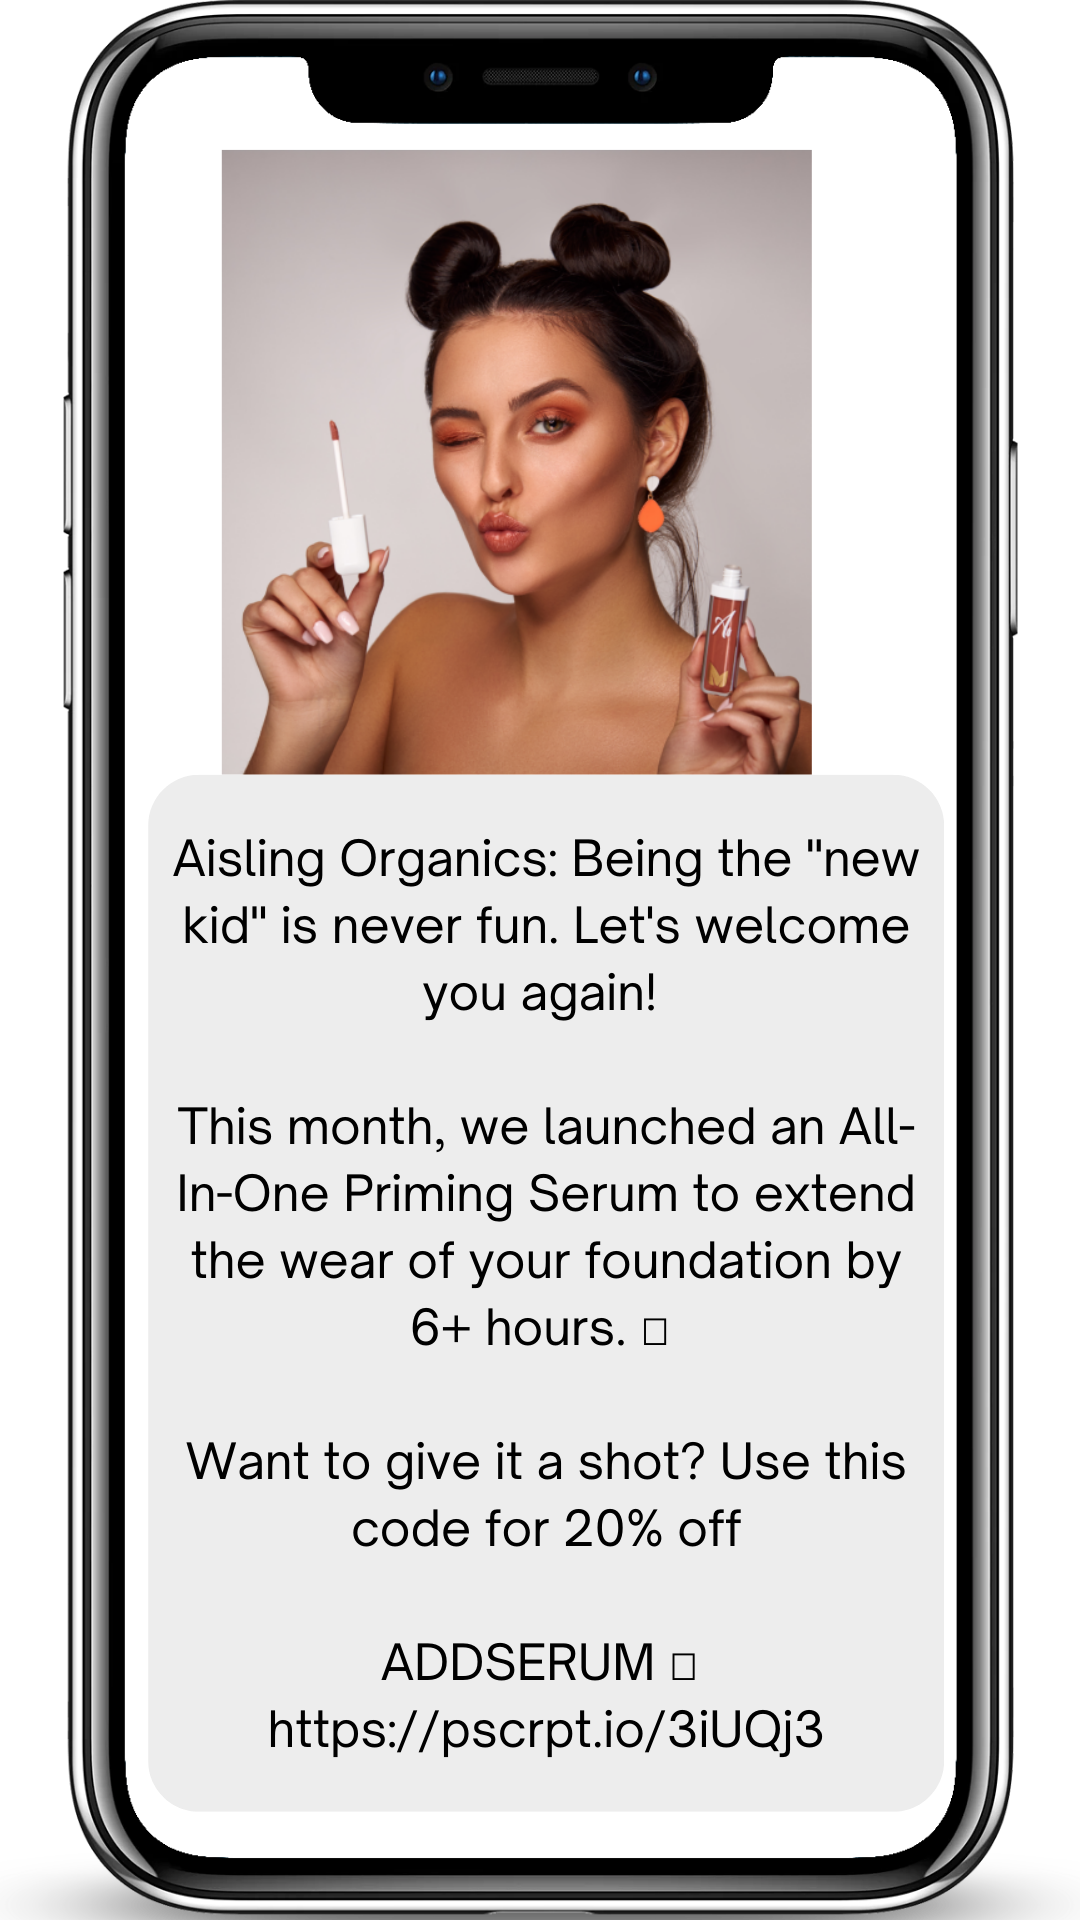 Aisling Organics: Being the "new
kid" is never fun. Let's welcome
you again!
This month, we launched an All-
In-One Priming Serum to extend
the wear of your foundation by
6+ hours. □
Want to give it a shot? Use this
code for 20% off
ADDSERUM □
https://pscrpt.io/3iUQj3